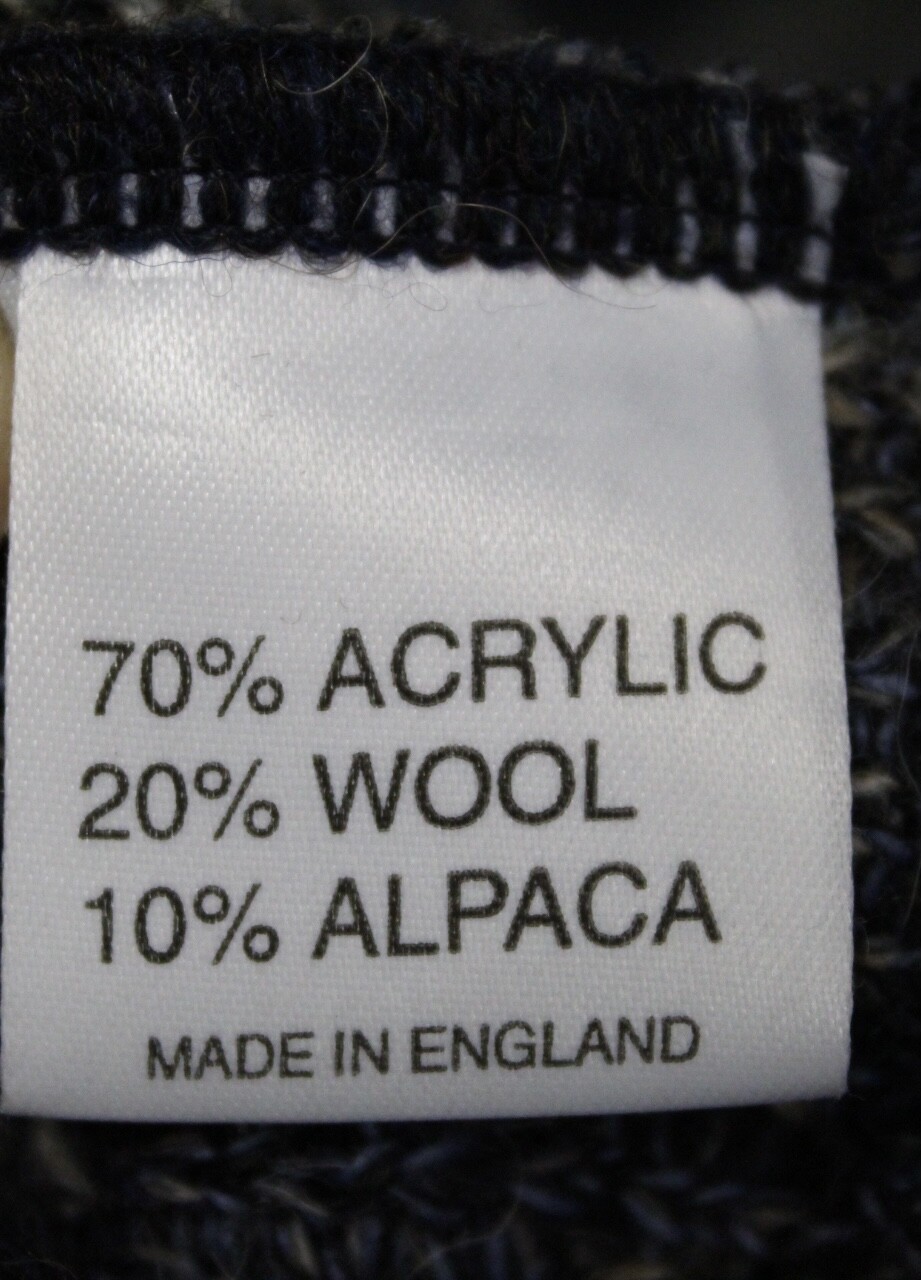 70% ACRYLIC
20% WOOL
10% ALPACA
MADE IN ENGLAND